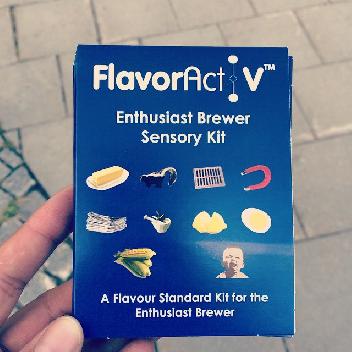 FlavorActiV™
Enthusiast Brewer
Sensory Kit
A Flavour Standard Kit for the
Enthusiast Brewer